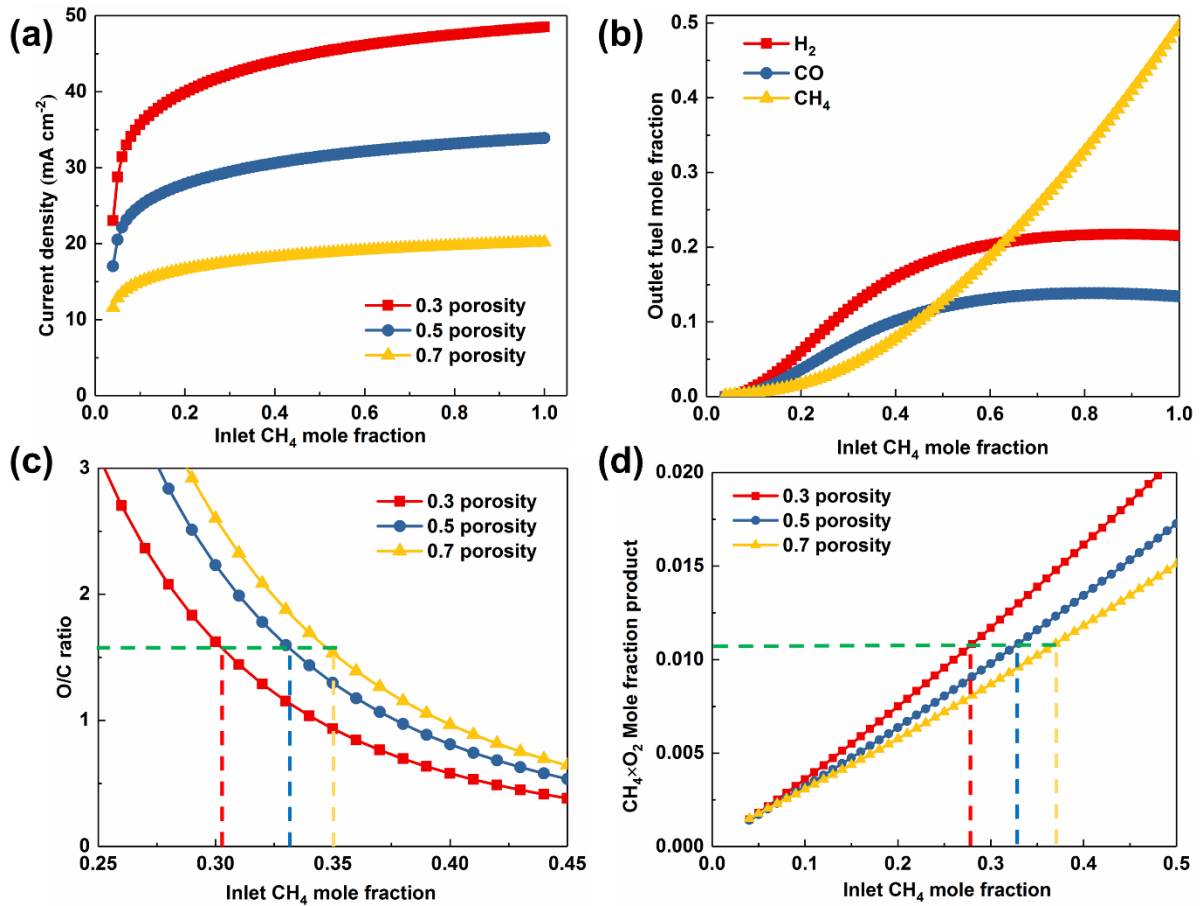 (a)
Current density (mA cm⁻²)
50
40
30
20
10
0
0.3 porosity
0.5 porosity
0.7 porosity
0.0 0.2 0.4 0.6 0.8 1.0
Inlet CH₄ mole fraction
(b)
Outlet fuel mole fraction
0.5
0.4
0.3
0.2
0.1
0.0
H₂
CO
CH₄
0.0 0.2 0.4 0.6 0.8 1.0
Inlet CH₄ mole fraction
(c)
O/C ratio
3
2
1
0
0.3 porosity
0.5 porosity
0.7 porosity
0.25 0.30 0.35 0.40 0.45
Inlet CH₄ mole fraction
(d)
CH₄×O₂ Mole fraction product
0.020
0.015
0.010
0.005
0.000
0.3 porosity
0.5 porosity
0.7 porosity
0.0 0.1 0.2 0.3 0.4 0.5
Inlet CH₄ mole fraction